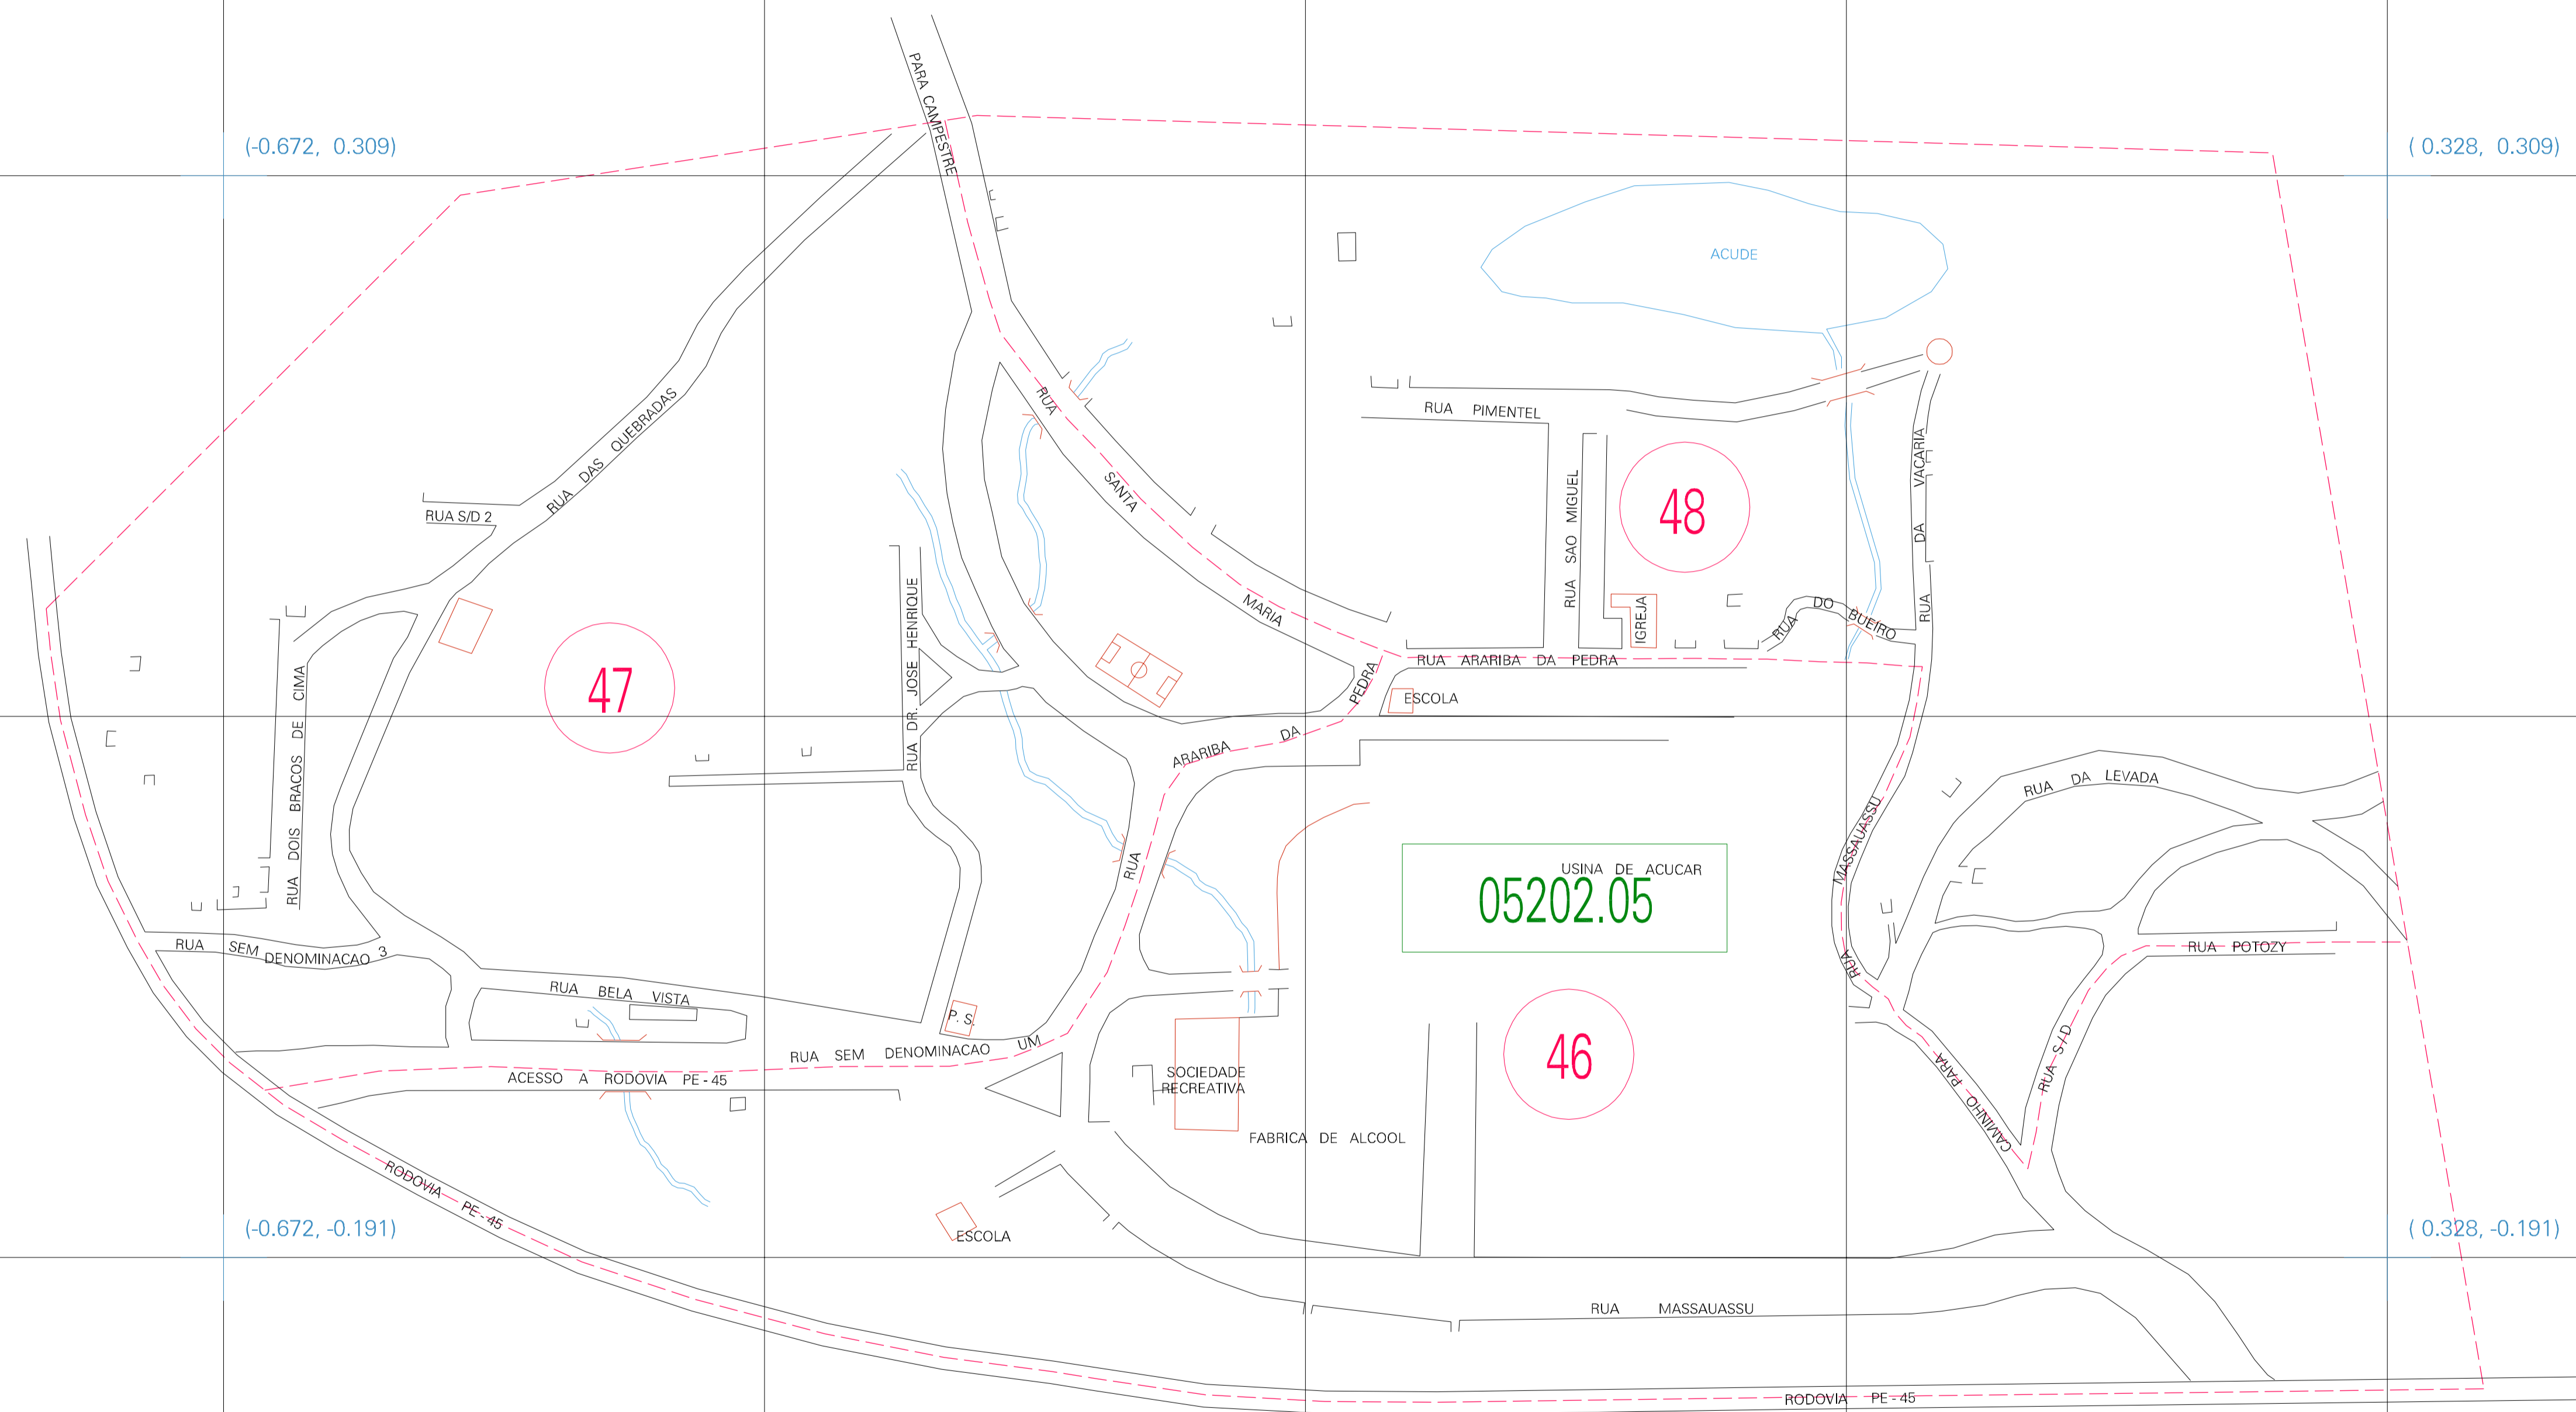 PARA CAMPESTRE
(-0.672, 0.309)
( 0.328, 0.309)
ACUDE
RUA DAS QUEBRADAS
RUA S/D 2
RUA SANTA MARIA
RUA PIMENTEL
RUA SAO MIGUEL
48
RUA DA VACARIA
IGREJA
RUA DO BUEIRO
RUA ARARIBA DA PEDRA
ESCOLA
47
RUA DR. JOSE HENRIQUE
RUA DOIS BRACOS DE CIMA
RUA ARARIBA DA PEDRA
RUA DA LEVADA
RUA MASSAUASSU
USINA DE ACUCAR
05202.05
RUA SEM DENOMINACAO 3
RUA POTOZY
RUA BELA VISTA
P. S.
RUA SEM DENOMINACAO UM
ACESSO A RODOVIA PE - 45
46
SOCIEDADE
RECREATIVA
RUA S/D
CAMINHO PARA
FABRICA DE ALCOOL
RODOVIA PE - 45
(-0.672, -0.191)
( 0.328, -0.191)
ESCOLA
RUA MASSAUASSU
RODOVIA PE - 45